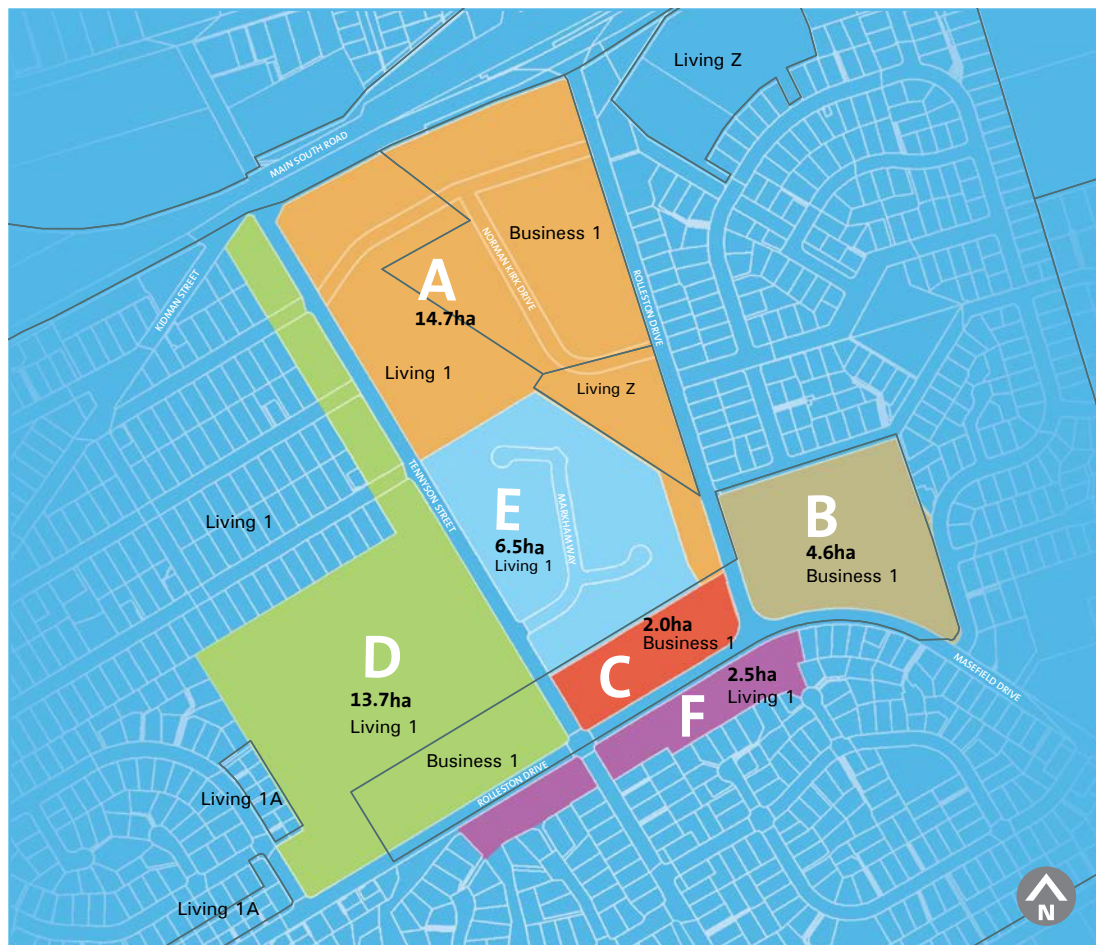 Living Z
MAIN SOUTH ROAD
Business 1
NORMAN KIRK DRIVE
KIDMAN STREET
A
14.7ha
ROLLESTON DRIVE
Living 1
Living Z
TENNYSON STREET
MARKHAM WAY
E
6.5ha
Living 1
B
4.6ha
Business 1
Living 1
2.0ha
Business 1
C
D
13.7ha
Living 1
2.5ha
Living 1
F
MASEFIELD DRIVE
Business 1
ROLLESTON DRIVE
Living 1A
Living 1A
N